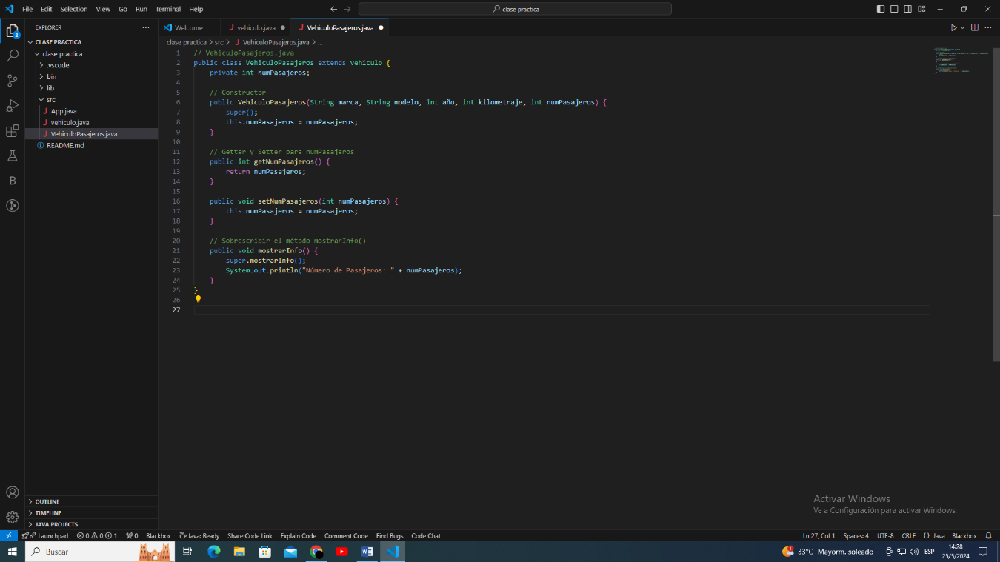 File Edit Selection View Go Run Terminal Help
clase practica
EXPLORER
CLASE PRACTICA
clase practica
.vscode
bin
lib
src
App.java
vehiculo.java
VehiculoPasajeros.java
README.md
OUTLINE
TIMELINE
JAVA PROJECTS
Welcome vehiculo.java VehiculoPasajeros.java
clase practica > src > VehiculoPasajeros.java > ...
1 // VehiculoPasajeros.java
2 public class VehiculoPasajeros extends vehiculo {
3 private int numPasajeros;
4
5 // Constructor
6 public VehiculoPasajeros(String marca, String modelo, int año, int kilometraje, int numPasajeros) {
7 super();
8 this.numPasajeros = numPasajeros;
9 }
10
11 // Getter y Setter para numPasajeros
12 public int getNumPasajeros() {
13 return numPasajeros;
14 }
15
16 public void setNumPasajeros(int numPasajeros) {
17 this.numPasajeros = numPasajeros;
18 }
19
20 // Sobrescribir el método mostrarInfo()
21 public void mostrarInfo() {
22 super.mostrarInfo();
23 System.out.println("Número de Pasajeros: " + numPasajeros);
24 }
25 }
26
27
Activar Windows
Ve a Configuración para activar Windows.
Launchpad 0 0 1 0 Blackbox Java: Ready Share Code Link Explain Code Comment Code Find Bugs Code Chat Ln 27, Col 1 Spaces: 4 UTF-8 CRLF {} Java Blackbox
Buscar 33°C Mayorm. soleado ESP 14:28
25/5/2024